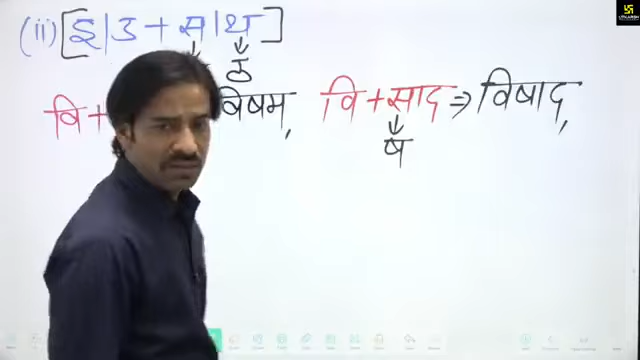 (ii) [इ|उ + स|थ]
↓ ↓
ठ
वि + विषम, वि + साद ⇒ विषाद,
↓
ष